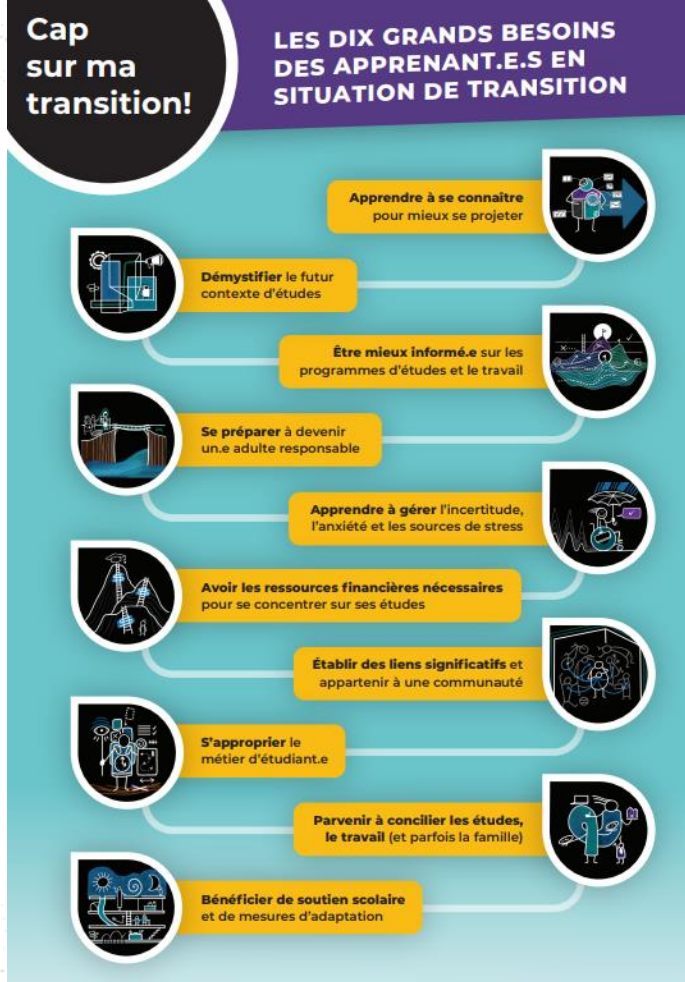 Cap
sur ma
transition!
LES DIX GRANDS BESOINS
DES APPRENANT.E.S EN
SITUATION DE TRANSITION
Apprendre à se connaître
pour mieux se projeter
Démystifier le futur
contexte d'études
Être mieux informé.e sur les
programmes d'études et le travail
Se préparer à devenir
un.e adulte responsable
Apprendre à gérer l'incertitude,
l'anxiété et les sources de stress
Avoir les ressources financières nécessaires
pour se concentrer sur ses études
Établir des liens significatifs et
appartenir à une communauté
S'approprier le
métier d'étudiant.e
Parvenir à concilier les études,
le travail (et parfois la famille)
Bénéficier de soutien scolaire
et de mesures d'adaptation